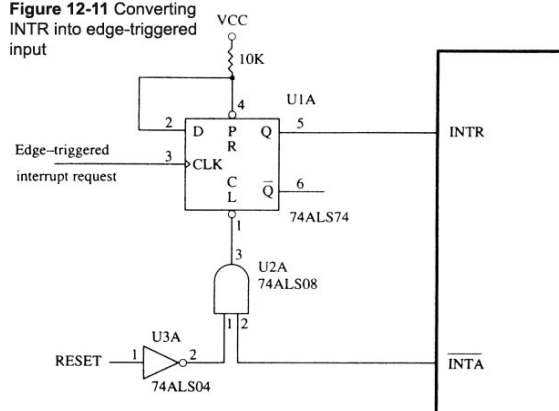 Figure 12-11 Converting
INTR into edge-triggered
input
VCC
10K
4
U1A
2
D
P
R
Q
5
INTR
Edge-triggered
interrupt request
3
CLK
C
L
Q
6
74ALS74
1
3
U2A
74ALS08
U3A
1
2
RESET
1
2
74ALS04
INTA